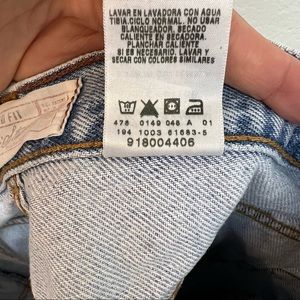 LAVAR EN LAVADORA CON AGUA
TIBIA.CICLO NORMAL. NO USAR
BLANQUEADOR. SECADO
CALIENTE EN SECADORA.
PLANCHAR CALIENTE
SI ES NECESARIO. LAVAR Y
SECAR CON COLORES SIMILARES
478 0149 046 A 01
194 1003 61683-5
918004406
FIT